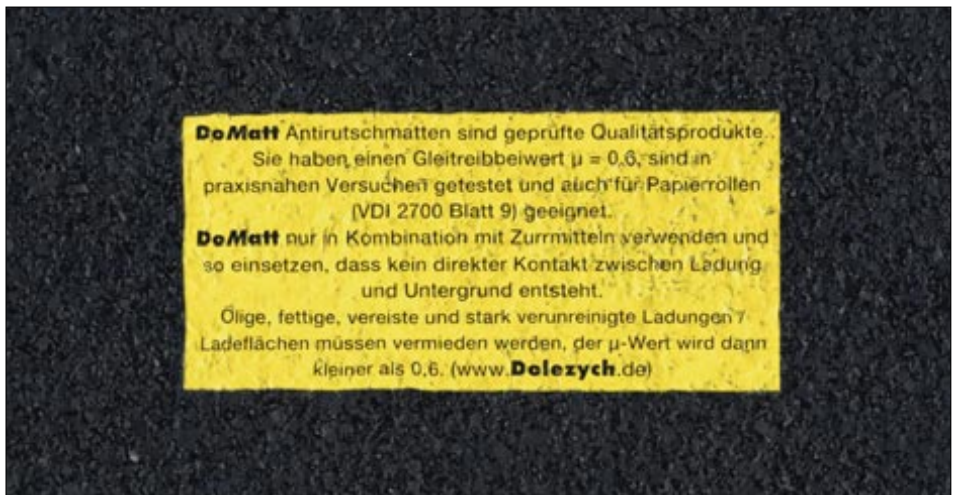 DoMatt Antirutschmatten sind geprüfte Qualitätsprodukte.
Sie haben einen Gleitreibbeiwert µ = 0,6, sind in
praxisnahen Versuchen getestet und auch für Papierrollen
(VDI 2700 Blatt 9) geeignet.
DoMatt nur in Kombination mit Zurrmitteln verwenden und
so einsetzen, dass kein direkter Kontakt zwischen Ladung
und Untergrund entsteht.
Ölige, fettige, vereiste und stark verunreinigte Ladungen /
Ladeflächen müssen vermieden werden, der µ-Wert wird dann
kleiner als 0,6. (www.Dolezych.de)